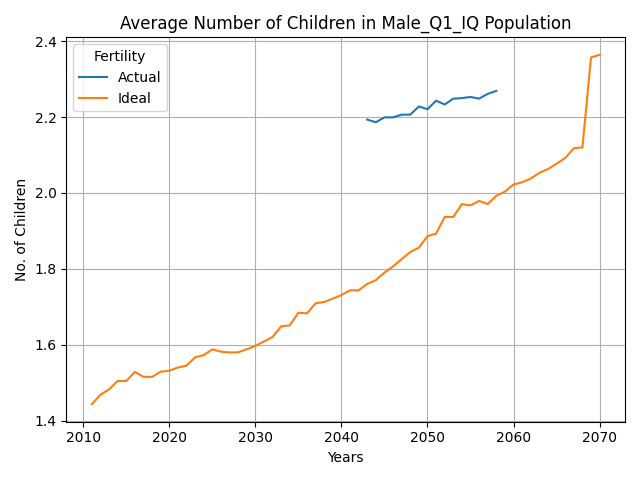 Average Number of Children in Male_Q1_IQ Population
Fertility
Actual
Ideal
No. of Children
2.4
2.2
2.0
1.8
1.6
1.4
2010 2020 2030 2040 2050 2060 2070
Years